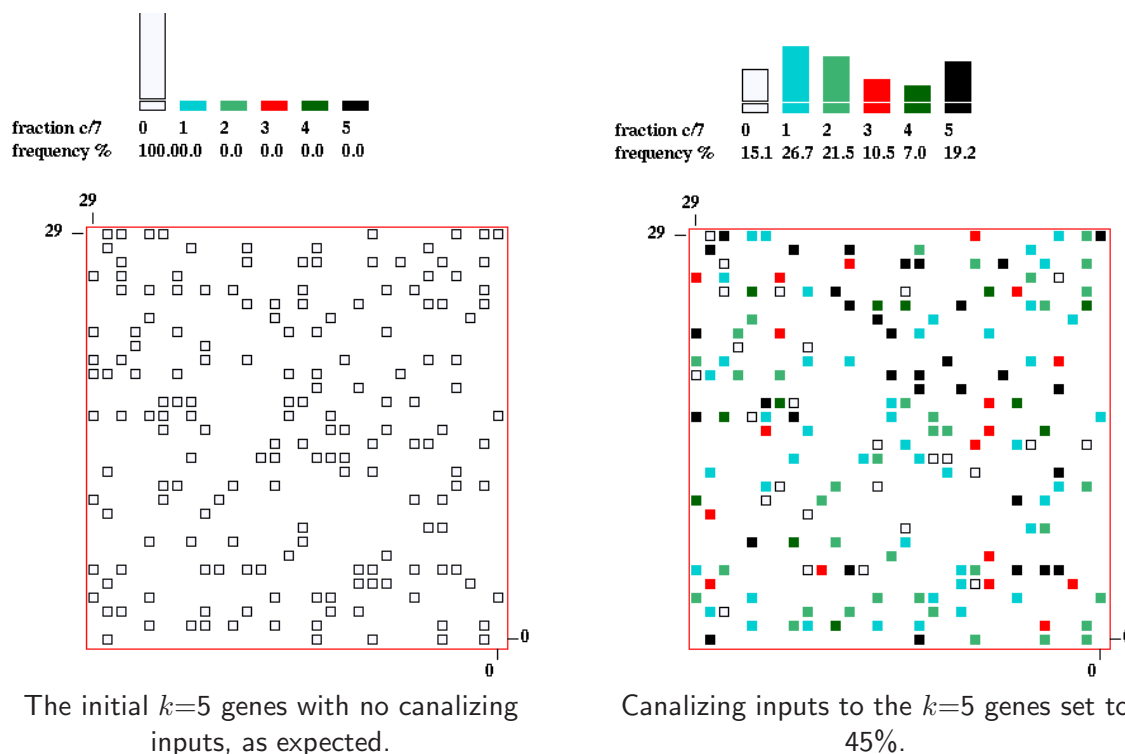 fraction c/7 0 1 2 3 4 5
frequency % 100.00.0 0.0 0.0 0.0 0.0
29
29
0
0
The initial k=5 genes with no canalizing
inputs, as expected.
fraction c/7 0 1 2 3 4 5
frequency % 15.1 26.7 21.5 10.5 7.0 19.2
29
29
0
0
Canalizing inputs to the k=5 genes set to
45%.